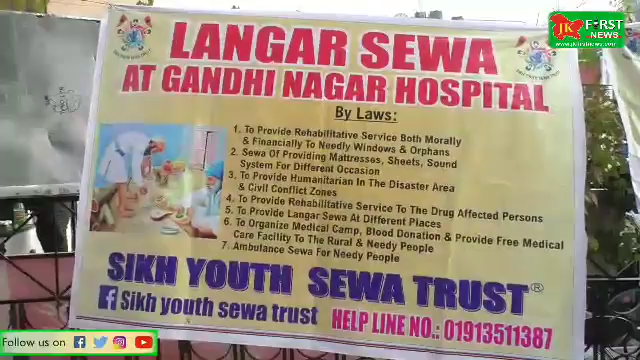 JK FIRST
NEWS
www.jkfirstnews.com
LANGAR SEWA
AT GANDHI NAGAR HOSPITAL
By Laws:
1. To Provide Rehabilitative Service Both Morally
& Financially To Needly Windows & Orphans
2. Sewa Of Providing Mattresses, Sheets, Sound
System For Different Occasion
3. To Provide Humanitarian In The Disaster Area
& Civil Conflict Zones
4. To Provide Rehabilitative Service To The Drug Affected Persons
5. To Provide Langar Sewa At Different Places
6. To Organize Medical Camp, Blood Donation & Provide Free Medical
Care Facility To The Rural & Needy People
7. Ambulance Sewa For Needy People
SIKH YOUTH SEWA TRUST®
f Sikh youth sewa trust
HELP LINE NO.: 01913511387
Follow us on